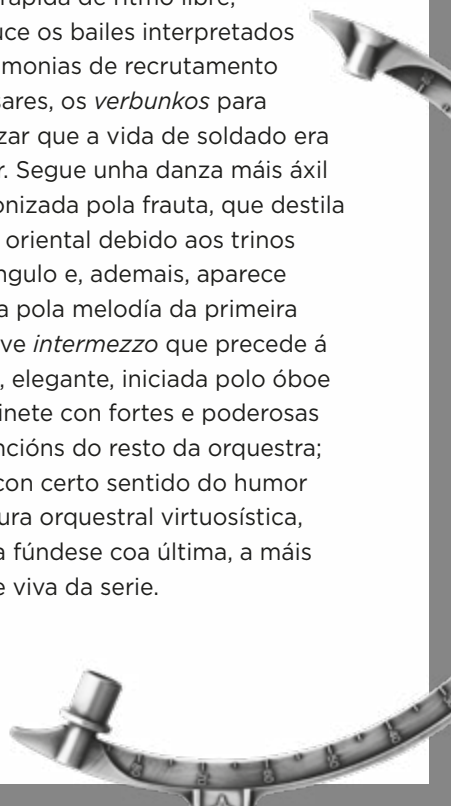 rápida de ritmo libre,
uce os bailes interpretados
monias de recrutamento
sares, os verbunkos para
zar que a vida de soldado era
r. Segue unha danza máis áxil
onizada pola frauta, que destila
oriental debido aos trinos
ngulo e, ademais, aparece
a pola melodía da primeira
ve intermezzo que precede á
, elegante, iniciada polo óboe
inete con fortes e poderosas
ncións do resto da orquestra;
con certo sentido do humor
ura orquestral virtuosística,
a fúndese coa última, a máis
e viva da serie.